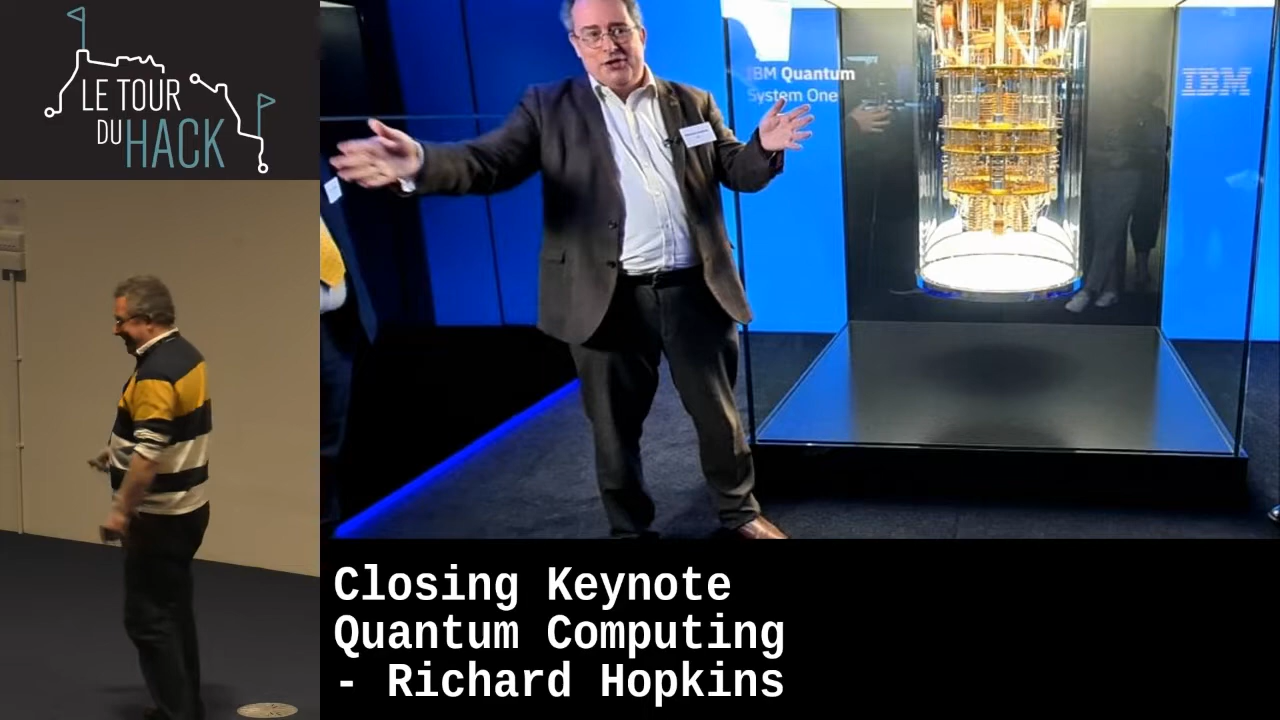 LE TOUR
DU HACK
IBM Quantum
System One
IBM
Closing Keynote
Quantum Computing
- Richard Hopkins